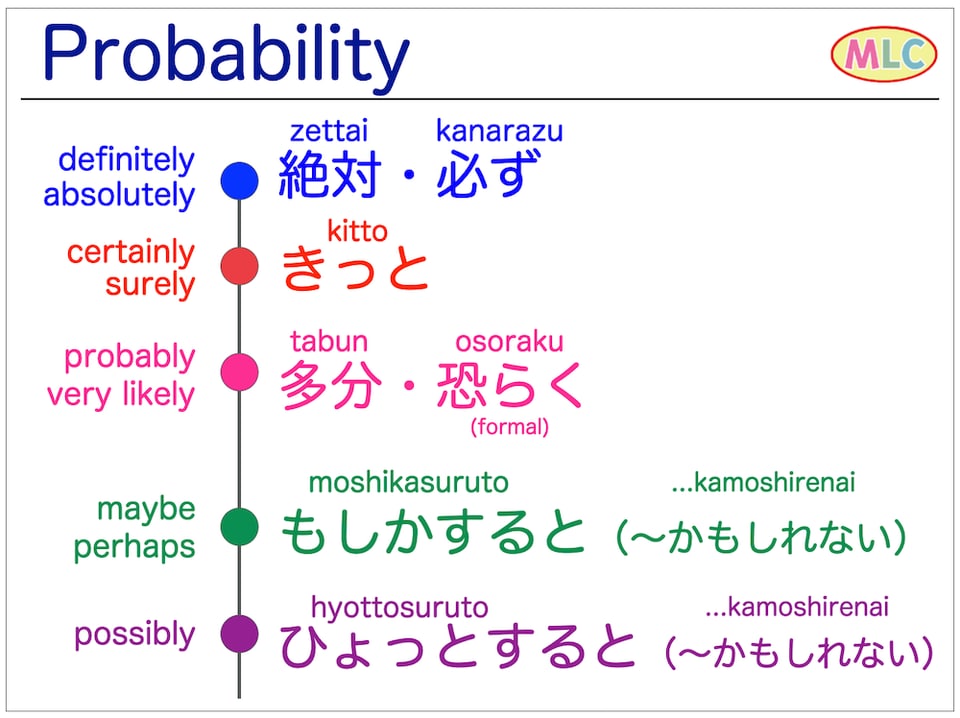 Probability
MLC
zettai kanarazu
definitely
absolutely
絶対・必ず
kitto
certainly
surely
きっと
tabun osoraku
probably
very likely
多分・恐らく
(formal)
moshikasuruto ...kamoshirenai
maybe
perhaps
もしかすると（〜かもしれない）
hyottosuruto ...kamoshirenai
possibly
ひょっとすると（〜かもしれない）